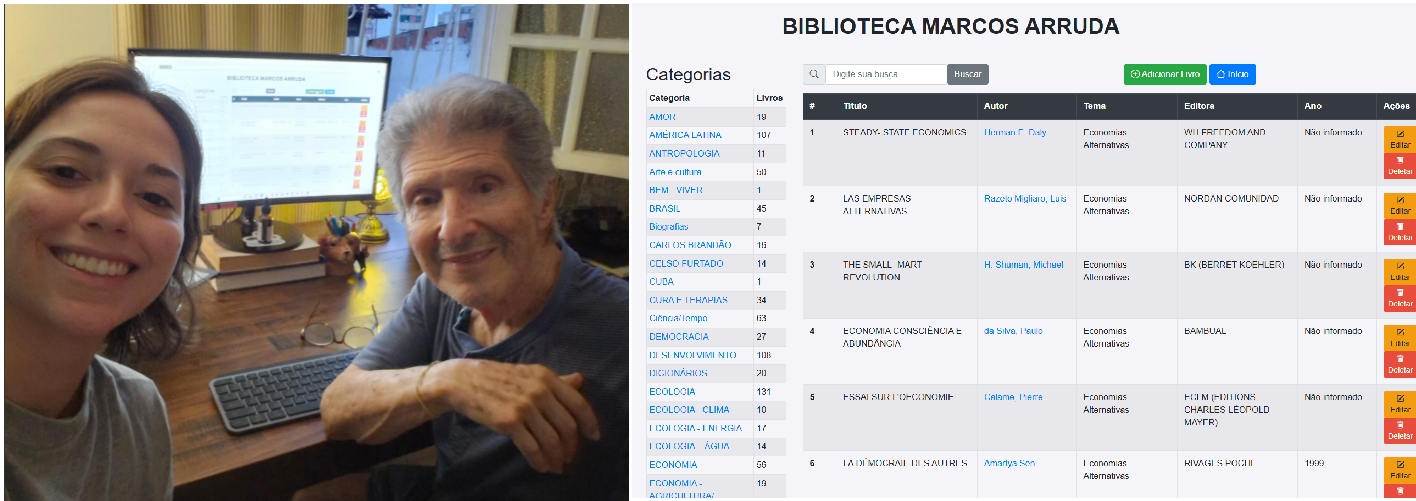 BIBLIOTECA MARCOS ARRUDA
BIBLIOTECA MARCOS ARRUDA
Categorias
Categoria Livros
AMOR 19
AMÉRICA LATINA 107
ANTROPOLOGIA 11
Arte e cultura 50
BEM - VIVER 1
BRASIL 45
Biografias 7
CARLOS BRANDÃO 16
CELSO FURTADO 14
CUBA 1
CURA E TERAPIAS 34
Ciência/Tempo 63
DEMOCRACIA 27
DESENVOLVIMENTO 108
DICIONÁRIOS 20
ECOLOGIA 131
ECOLOGIA - CLIMA 10
ECOLOGIA - ENERGIA 17
ECOLOGIA - ÁGUA 14
ECONOMIA 56
ECONOMIA - 19
AGRICULTURA/
Digite sua busca Buscar
Adicionar Livro Início
# Título Autor Tema Editora Ano Ações
1 STEADY- STATE ECONOMICS Herman E. Daly Economias WH FREEDOM AND Não informado Editar
Alternativas COMPANY Deletar
2 LAS EMPRESAS Razeto Migliaro, Luis Economias NORDAN COMUNIDAD Não informado Editar
ALTERNATIVAS Alternativas Deletar
3 THE SMALL -MART H. Shuman, Michael Economias BK (BERRET KOEHLER) Não informado Editar
REVOLUTION Alternativas Deletar
4 ECONOMIA CONSCIÊNCIA E da Silva, Paulo Economias BAMBUAL Não informado Editar
ABUNDÂNCIA Alternativas Deletar
5 ESSAI SUR L'OECONOMIE Calame, Pierre Economias ECLM (EDITIONS Não informado Editar
Alternativas CHARLES LÉOPOLD Deletar
MAYER)
6 LA DÉMOCRATIE DES AUTRES Amartya Sen Economias RIVAGES POCHE 1999 Editar
Alternativas